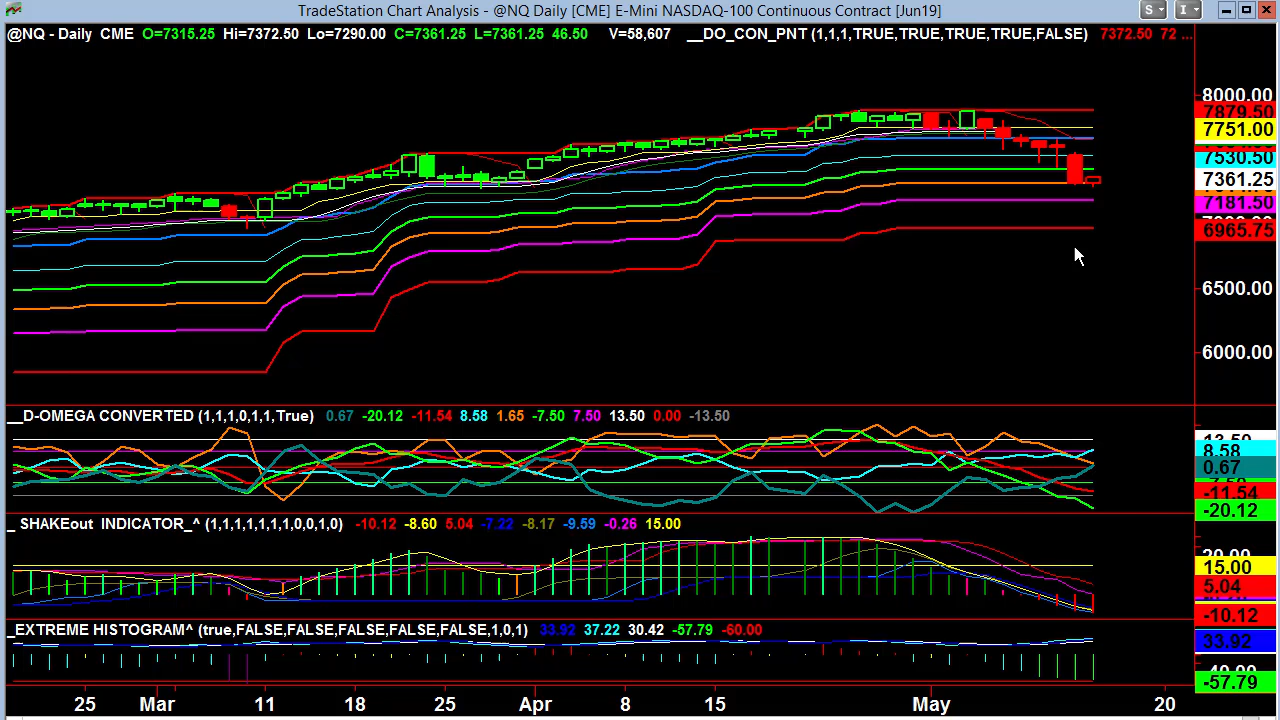 TradeStation Chart Analysis - @NQ Daily [CME] E-Mini NASDAQ-100 Continuous Contract [Jun19]
S
I
@NQ - Daily CME O=7315.25 Hi=7372.50 Lo=7290.00 C=7361.25 L=7361.25 46.50 V=58,607 __DO_CON_PNT (1,1,1,TRUE,TRUE,TRUE,TRUE,FALSE) 7372.50 72 ...
8000.00
7879.50
7751.00
7530.50
7361.25
7181.50
6965.75
6500.00
6000.00
__D-OMEGA CONVERTED (1,1,1,0,1,1,True) 0.67 -20.12 -11.54 8.58 1.65 -7.50 7.50 13.50 0.00 -13.50
13.50
8.58
0.67
-11.54
-20.12
_ SHAKEout INDICATOR_^ (1,1,1,1,1,1,1,0,0,1,0) -10.12 -8.60 5.04 -7.22 -8.17 -9.59 -0.26 15.00
20.00
15.00
5.04
-10.12
_EXTREME HISTOGRAM^ (true,FALSE,FALSE,FALSE,FALSE,FALSE,1,0,1) 33.92 37.22 30.42 -57.79 -60.00
33.92
-57.79
25 Mar 11 18 25 Apr 8 15 May 20